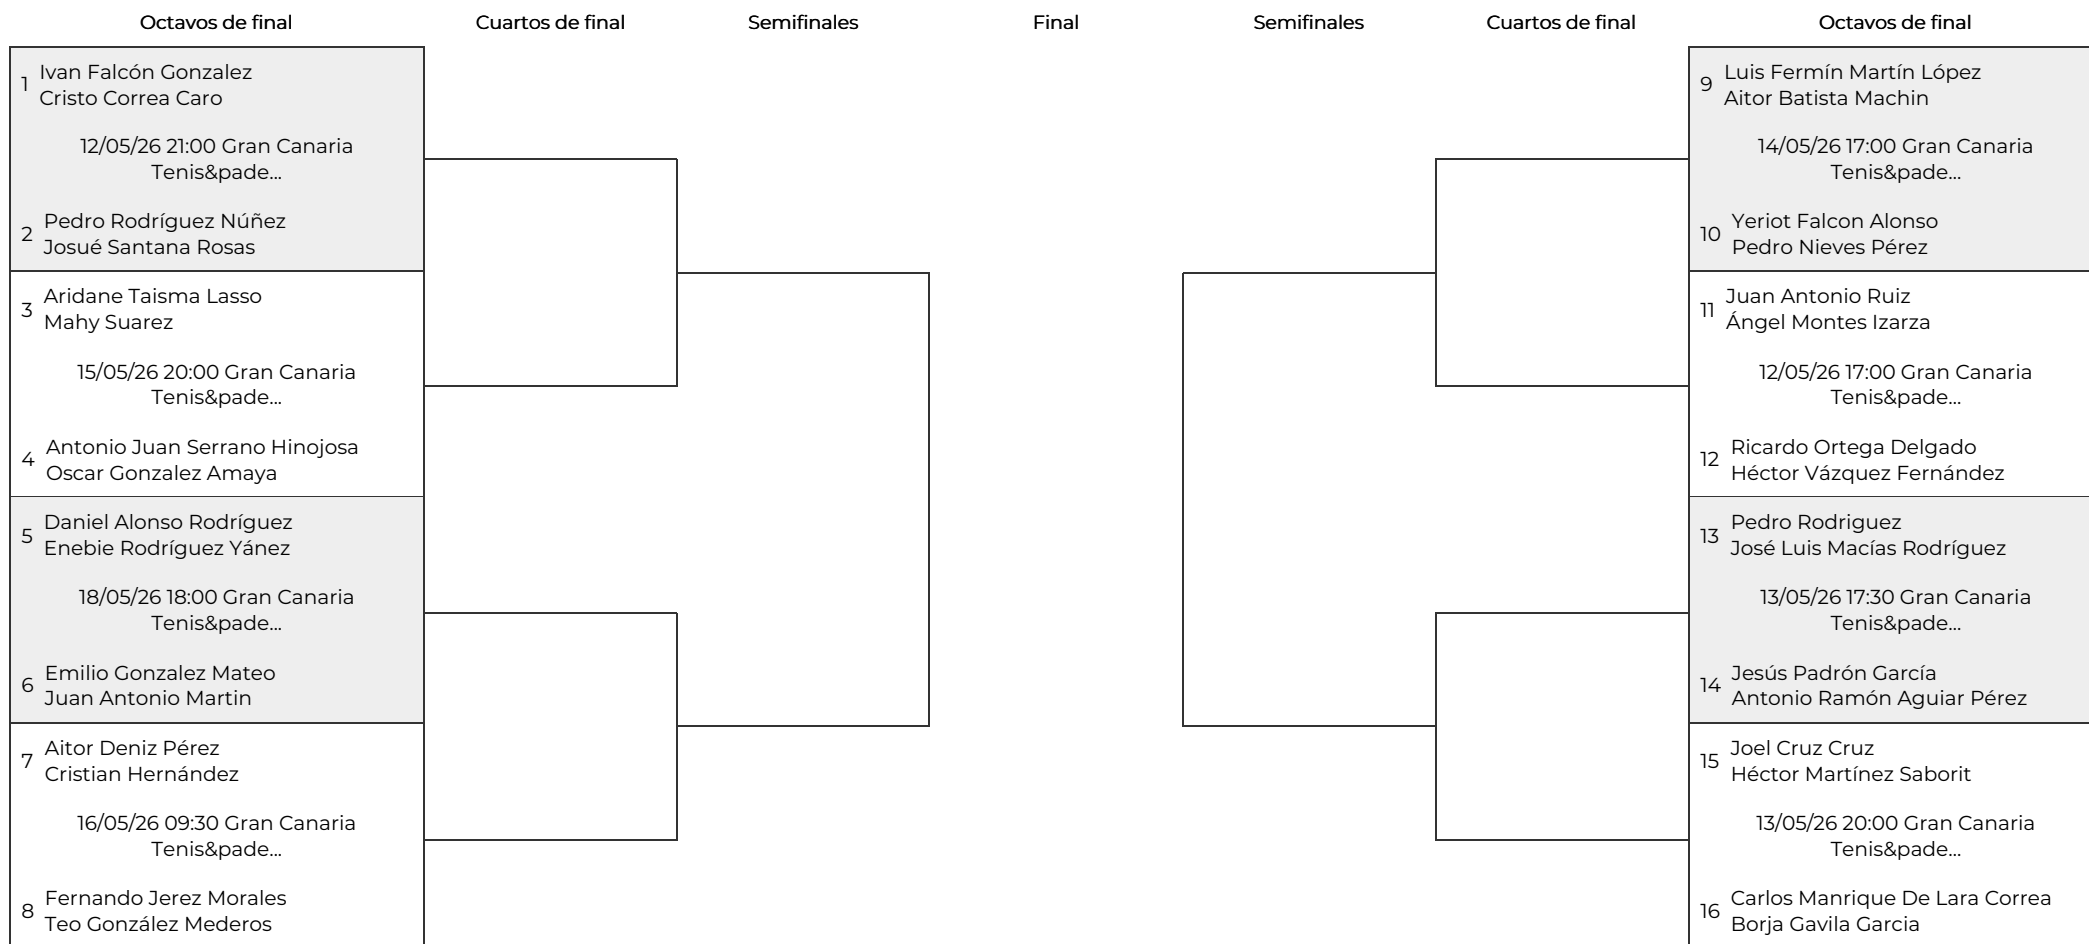 Octavos de final
Cuartos de final
Semifinales
Final
Semifinales
Cuartos de final
Octavos de final
1
Ivan Falcón Gonzalez
Cristo Correa Caro
12/05/26 21:00 Gran Canaria
Tenis&pade...
2
Pedro Rodríguez Núñez
Josué Santana Rosas
3
Aridane Taisma Lasso
Mahy Suarez
15/05/26 20:00 Gran Canaria
Tenis&pade...
4
Antonio Juan Serrano Hinojosa
Oscar Gonzalez Amaya
5
Daniel Alonso Rodríguez
Enebie Rodríguez Yánez
18/05/26 18:00 Gran Canaria
Tenis&pade...
6
Emilio Gonzalez Mateo
Juan Antonio Martin
7
Aitor Deniz Pérez
Cristian Hernández
16/05/26 09:30 Gran Canaria
Tenis&pade...
8
Fernando Jerez Morales
Teo González Mederos
9
Luis Fermín Martín López
Aitor Batista Machin
14/05/26 17:00 Gran Canaria
Tenis&pade...
10
Yeriot Falcon Alonso
Pedro Nieves Pérez
11
Juan Antonio Ruiz
Ángel Montes Izarza
12/05/26 17:00 Gran Canaria
Tenis&pade...
12
Ricardo Ortega Delgado
Héctor Vázquez Fernández
13
Pedro Rodriguez
José Luis Macías Rodríguez
13/05/26 17:30 Gran Canaria
Tenis&pade...
14
Jesús Padrón García
Antonio Ramón Aguiar Pérez
15
Joel Cruz Cruz
Héctor Martínez Saborit
13/05/26 20:00 Gran Canaria
Tenis&pade...
16
Carlos Manrique De Lara Correa
Borja Gavila Garcia